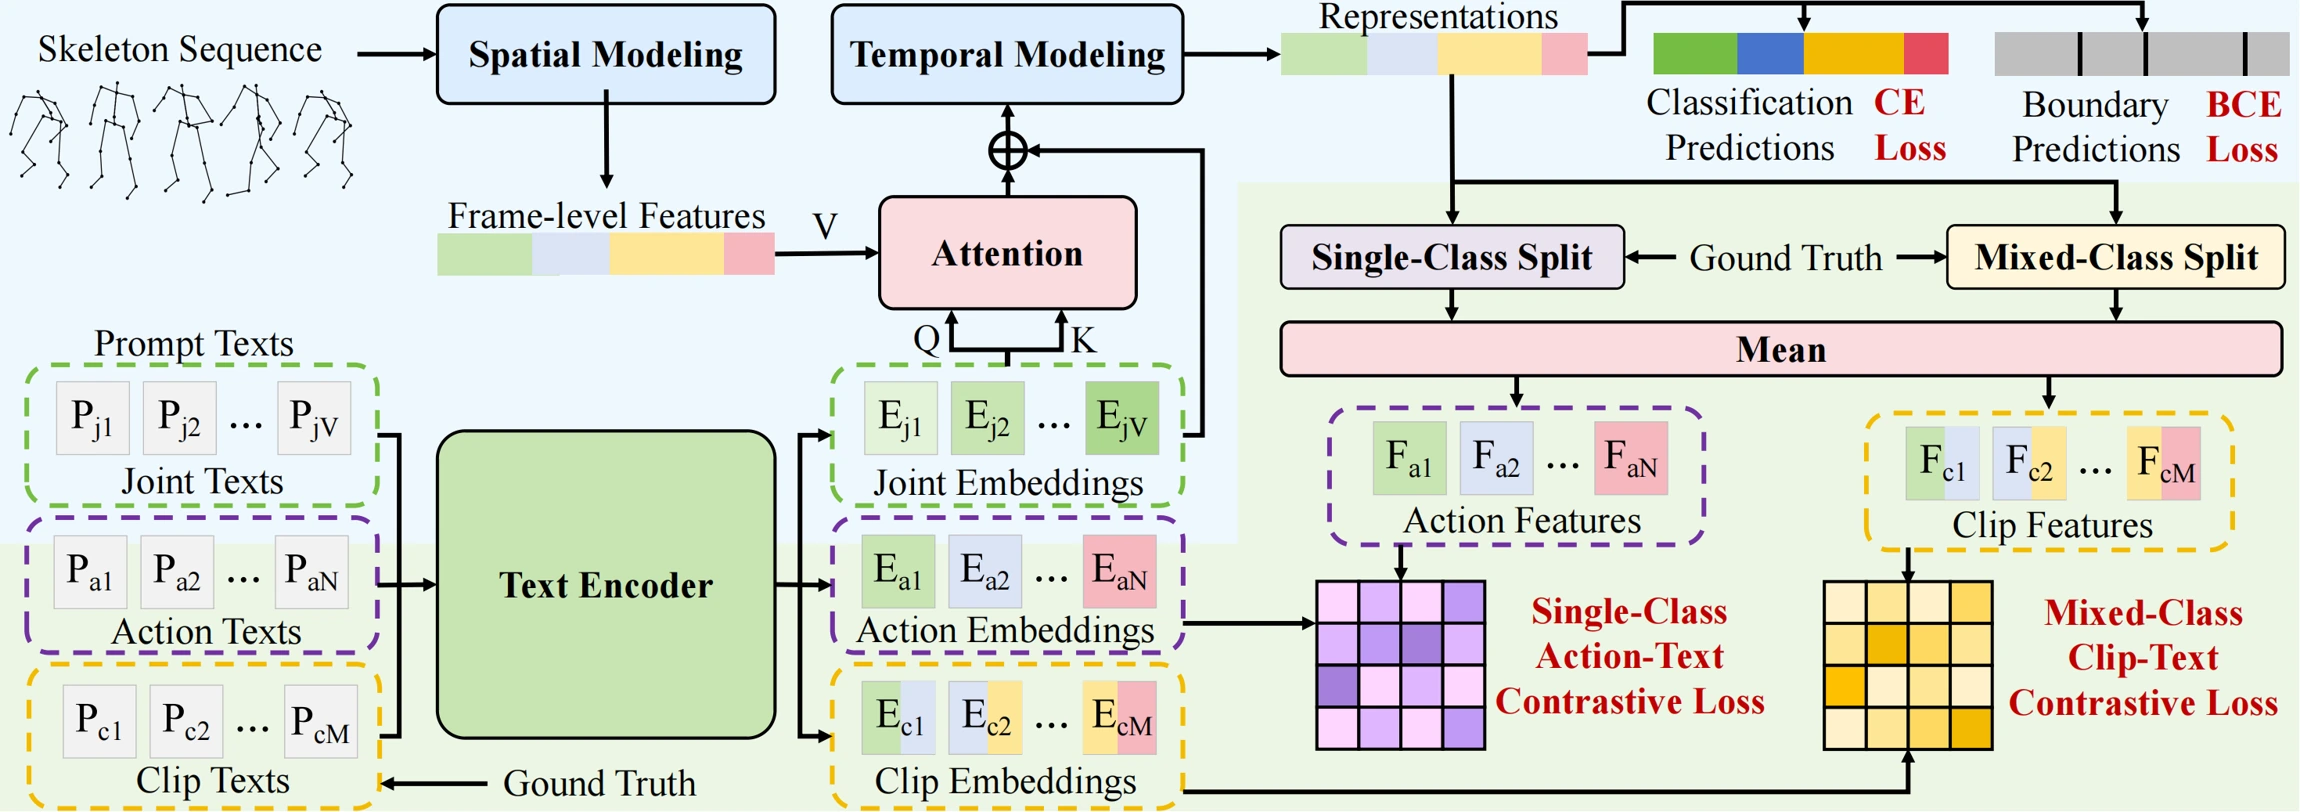 Skeleton Sequence
Spatial Modeling
Temporal Modeling
Representations
Classification
Predictions
CE
Loss
Boundary
Predictions
BCE
Loss
Frame-level Features
V
Attention
Q
K
Single-Class Split
Gound Truth
Mixed-Class Split
Mean
Prompt Texts
Pj1 Pj2 ... PjV
Joint Texts
Pa1 Pa2 ... PaN
Action Texts
Pc1 Pc2 ... PcM
Clip Texts
Gound Truth
Text Encoder
Ej1 Ej2 ... EjV
Joint Embeddings
Ea1 Ea2 ... EaN
Action Embeddings
Ec1 Ec2 ... EcM
Clip Embeddings
Fa1 Fa2 ... FaN
Action Features
Fc1 Fc2 ... FcM
Clip Features
Single-Class
Action-Text
Contrastive Loss
Mixed-Class
Clip-Text
Contrastive Loss